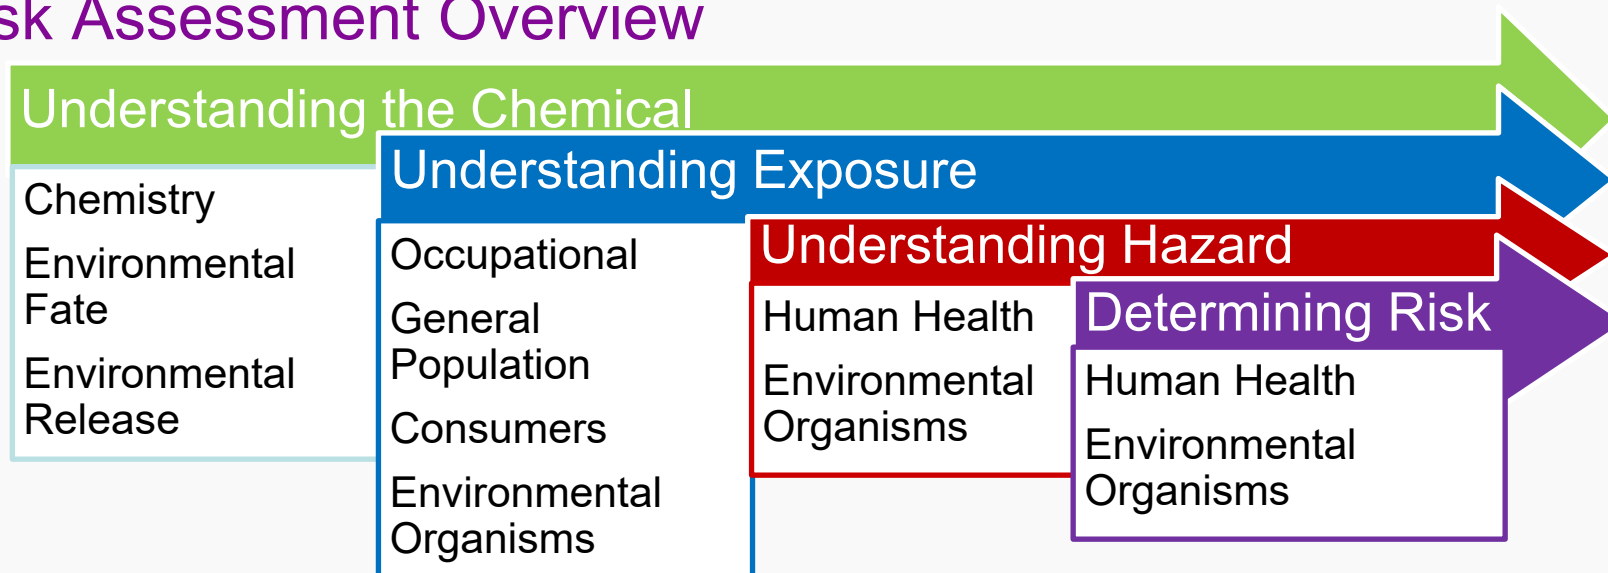 sk Assessment Overview
Understanding the Chemical
Chemistry
Environmental
Fate
Environmental
Release
Understanding Exposure
Occupational
General
Population
Consumers
Environmental
Organisms
Understanding Hazard
Human Health
Environmental
Organisms
Determining Risk
Human Health
Environmental
Organisms